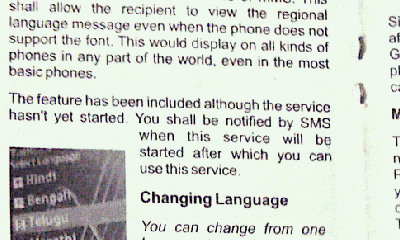 shall allow the recipient to view the regional
language message even when the phone does not
support the font. This would display on all kinds of
phones in any part of the world, even in the most
basic phones.
The feature has been included although the service
hasn't yet started. You shall be notified by SMS
when this service will be
started after which you can
use this service.
Hindi
Bengali
Telugu
Changing Language
You can change from one